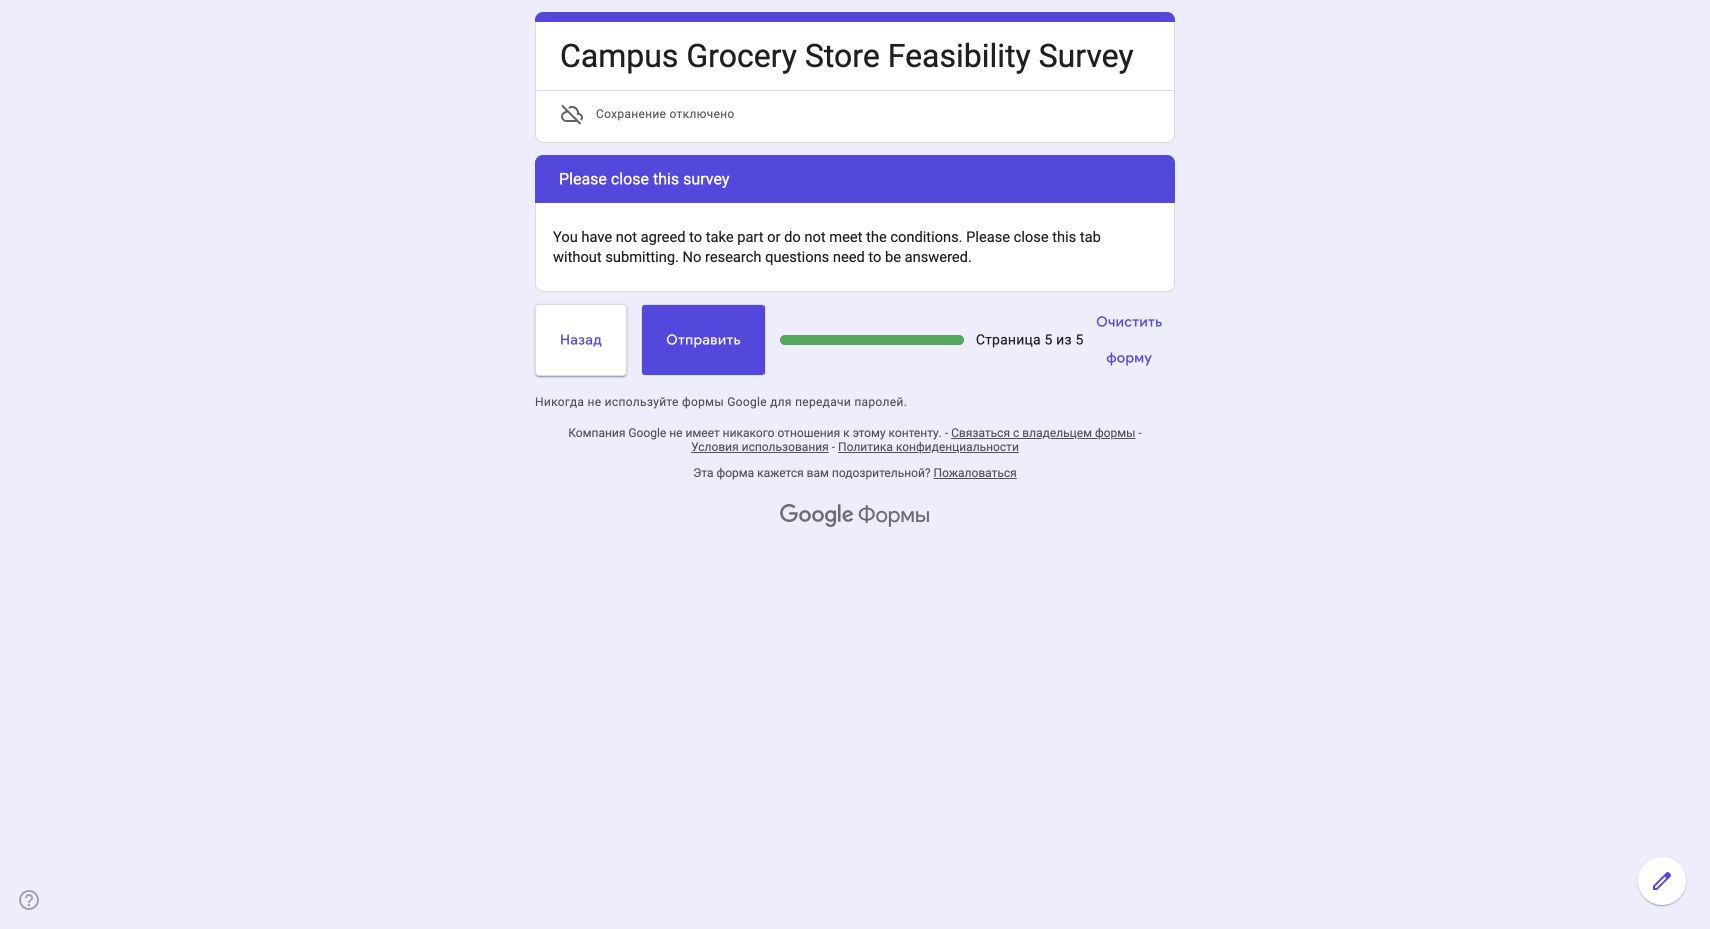 Campus Grocery Store Feasibility Survey
Сохранение отключено
Please close this survey
You have not agreed to take part or do not meet the conditions. Please close this tab
without submitting. No research questions need to be answered.
Назад
Отправить
Страница 5 из 5
Очистить
форму
Никогда не используйте формы Google для передачи паролей.
Компания Google не имеет никакого отношения к этому контенту. - Связаться с владельцем формы -
Условия использования - Политика конфиденциальности
Эта форма кажется вам подозрительной? Пожаловаться
Google Формы